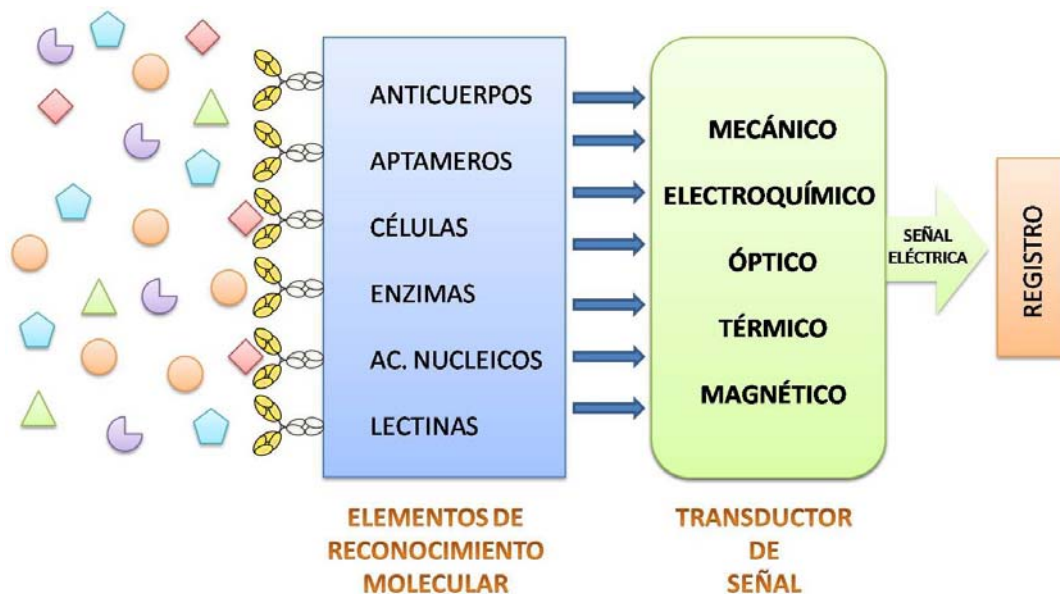 ANTICUERPOS
APTAMEROS
CÉLULAS
ENZIMAS
AC. NUCLEICOS
LECTINAS
ELEMENTOS DE
RECONOCIMIENTO
MOLECULAR
MECÁNICO
ELECTROQUÍMICO
ÓPTICO
TÉRMICO
MAGNÉTICO
TRANSDUCTOR
DE
SEÑAL
SEÑAL
ELÉCTRICA
REGISTRO